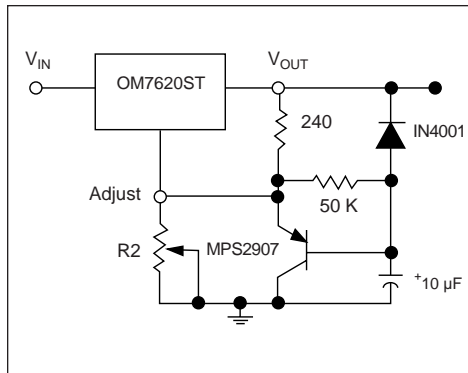 V_IN
V_OUT
OM7620ST
240
IN4001
Adjust
50 K
R2
MPS2907
+10 µF